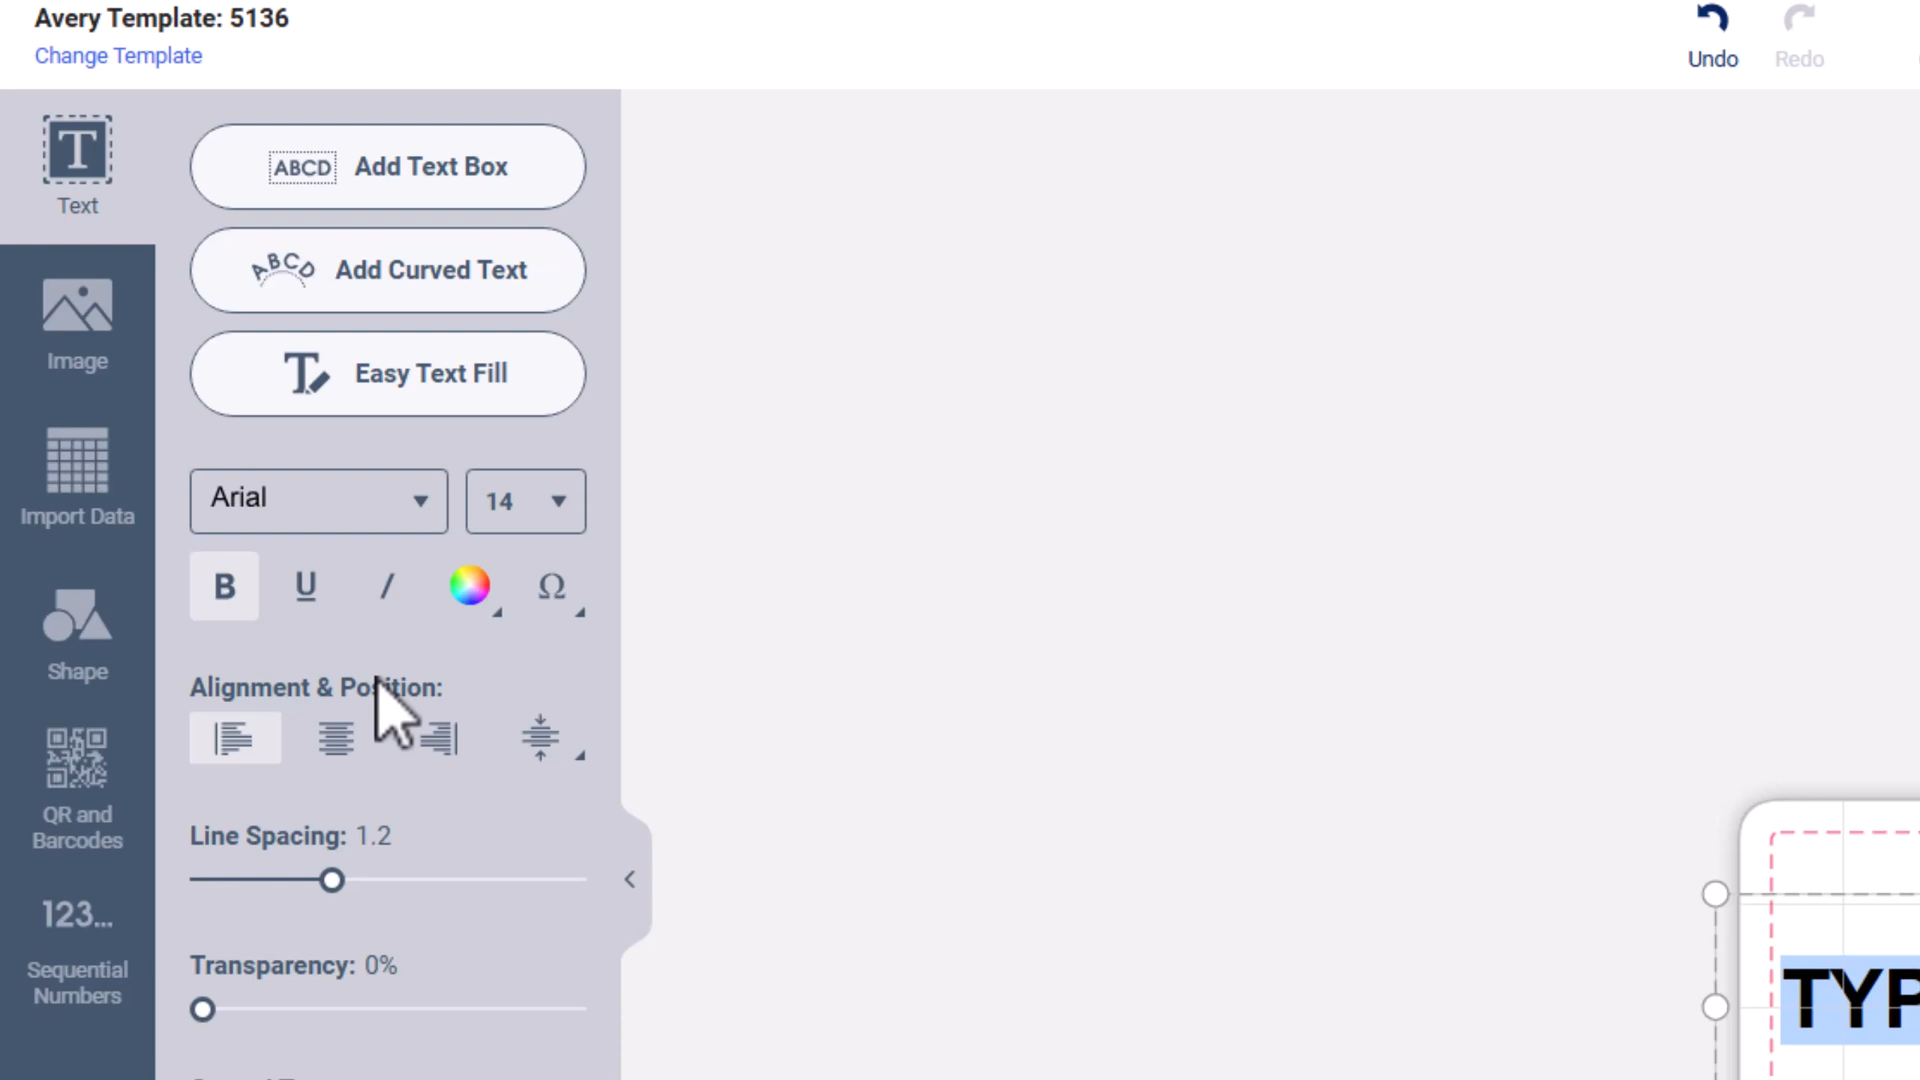 Avery Template: 5136
Change Template
Undo
Redo
Text
ABCD Add Text Box
ABCD Add Curved Text
Easy Text Fill
Image
Arial
14
Import Data
B U / Ω
Alignment & Position:
Shape
QR and
Barcodes
Line Spacing: 1.2
123...
Sequential
Numbers
Transparency: 0%
TYP